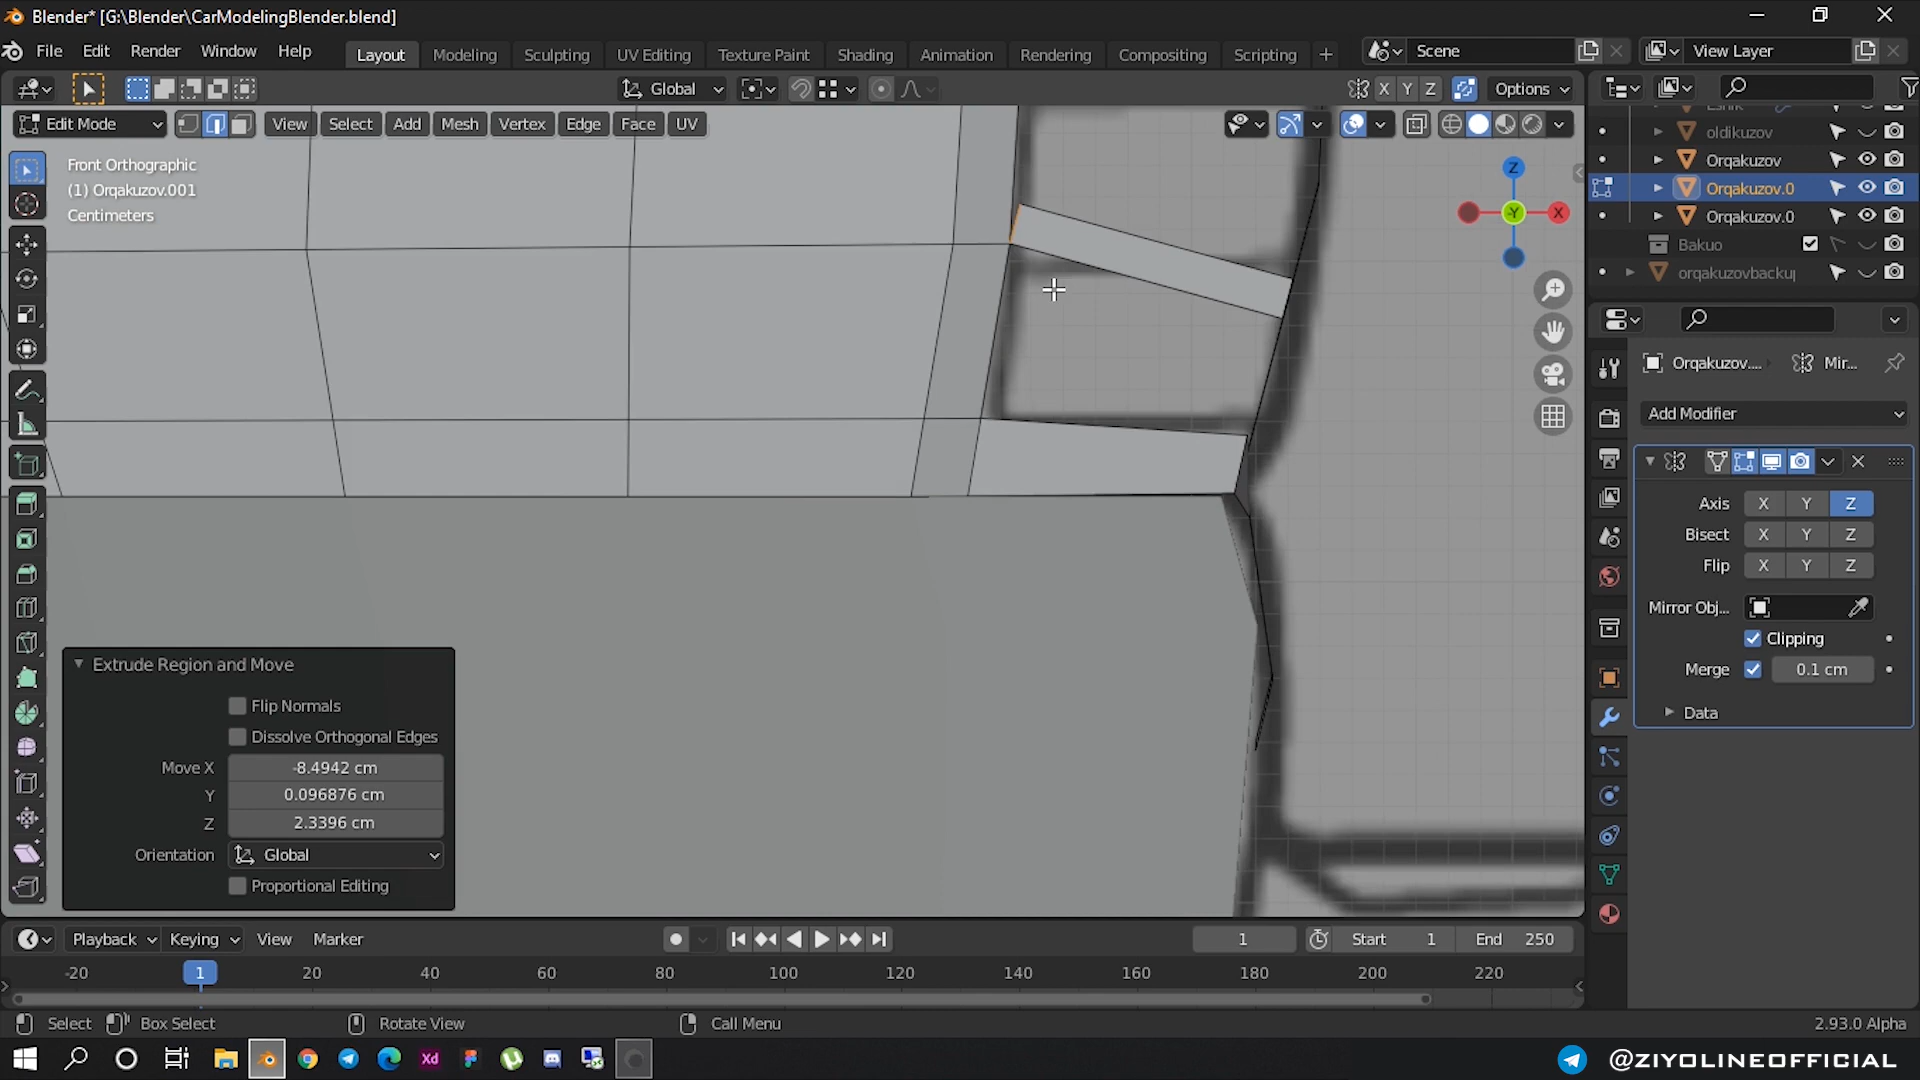 Blender* [G:\Blender\CarModelingBlender.blend]
File Edit Render Window Help Layout Modeling Sculpting UV Editing Texture Paint Shading Animation Rendering Compositing Scripting + Scene View Layer
Global X Y Z Options
Edit Mode View Select Add Mesh Vertex Edge Face UV
Front Orthographic
(1) Orqakuzov.001
Centimeters
Z
-Y X
oldikuzov
Orqakuzov
Orqakuzov.0
Orqakuzov.0
Bakuo
orqakuzovbackup
Orqakuzov.... Mir...
Add Modifier
Axis X Y Z
Bisect X Y Z
Flip X Y Z
Mirror Obj...
Clipping
Merge 0.1 cm
Data
Extrude Region and Move
Flip Normals
Dissolve Orthogonal Edges
Move X -8.4942 cm
Y 0.096876 cm
Z 2.3396 cm
Orientation Global
Proportional Editing
Playback Keying View Marker 1 Start 1 End 250
-20 1 20 40 60 80 100 120 140 160 180 200 220
Select Box Select Rotate View Call Menu 2.93.0 Alpha
Xd @ZIYOLINEOFFICIAL